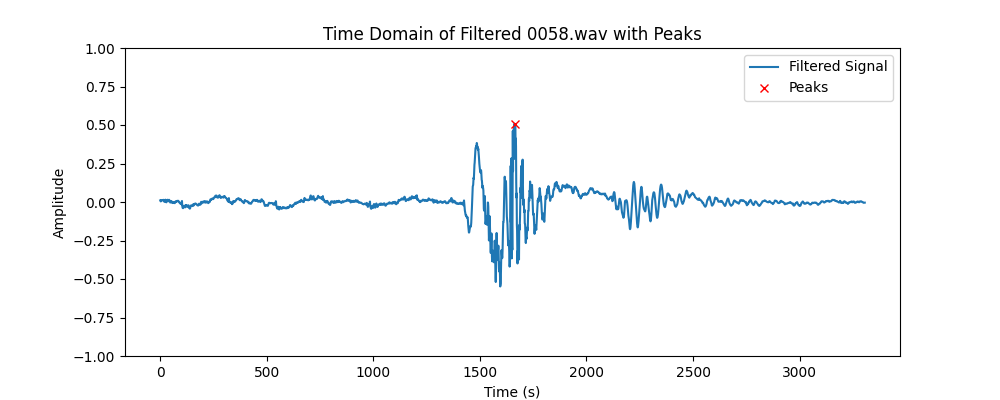 Time Domain of Filtered 0058.wav with Peaks
1.00
0.75
0.50
0.25
0.00
−0.25
−0.50
−0.75
−1.00
Amplitude
Filtered Signal
Peaks
0 500 1000 1500 2000 2500 3000
Time (s)